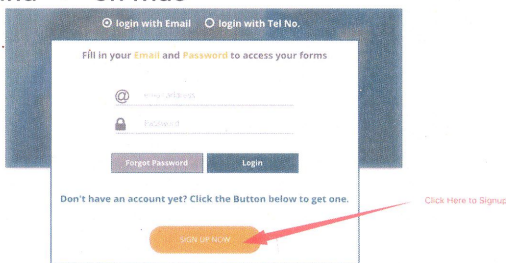 login with Email login with Tel No.
Fill in your Email and Password to access your forms
@ email address
Password
Forgot Password Login
Don't have an account yet? Click the Button below to get one.
SIGN UP NOW
Click Here to Signup